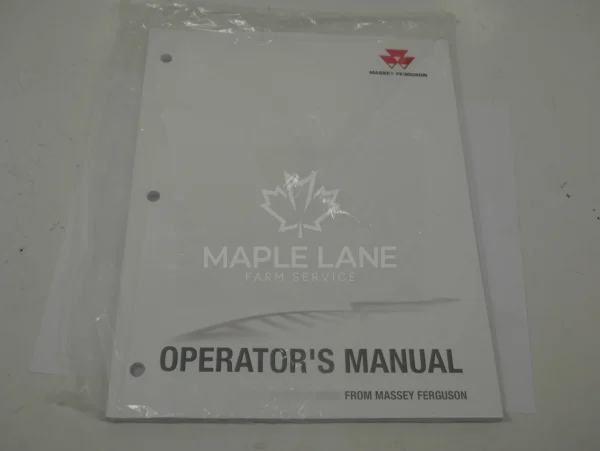 MASSEY FERGUSON
MAPLE LANE
FARM SERVICE
OPERATOR'S MANUAL
FROM MASSEY FERGUSON